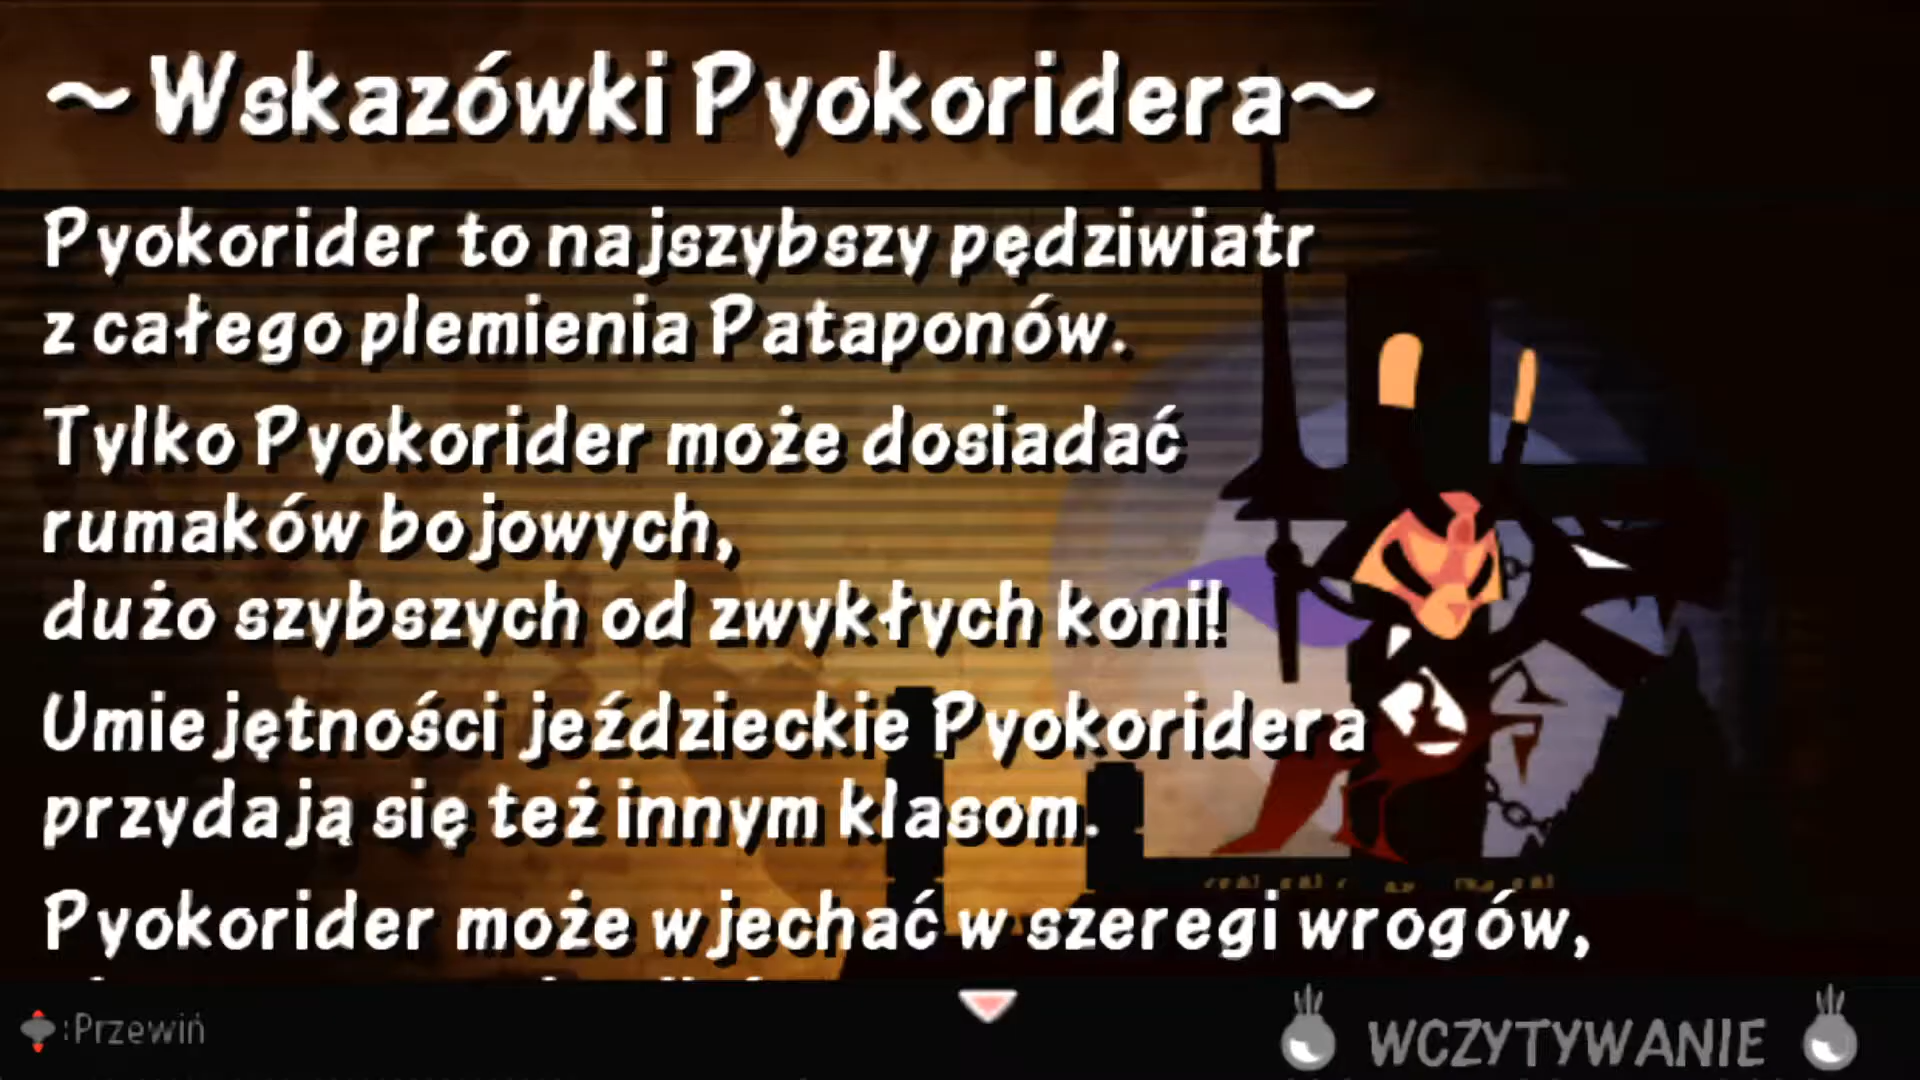 ~Wskazówki Pyokoridera~
Pyokorider to najszybszy pędziwiatr
z całego plemienia Pataponów.
Tylko Pyokorider może dosiadać
rumaków bojowych,
dużo szybszych od zwykłych koni!
Umiejętności jeździeckie Pyokoridera
przydają się też innym klasom.
Pyokorider może wjechać w szeregi wrogów,
:Przewiń
WCZYTYWANIE